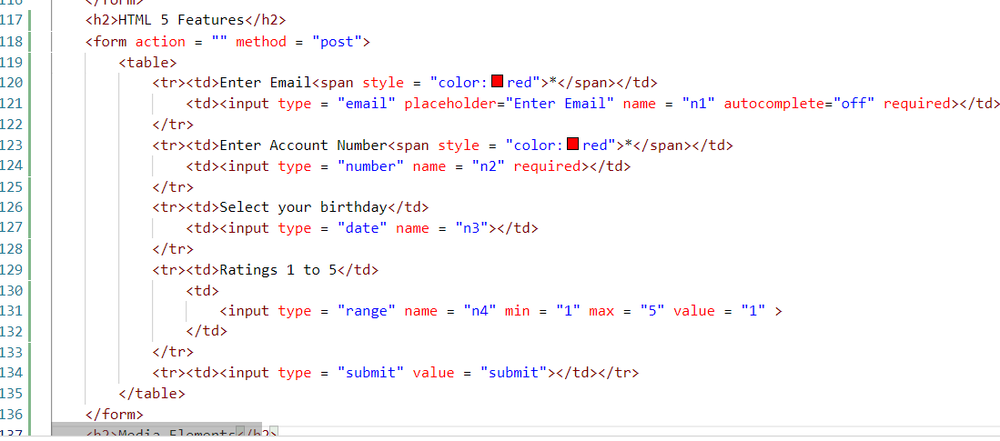 116 </form>
117 <h2>HTML 5 Features</h2>
118 <form action = "" method = "post">
119 <table>
120 <tr><td>Enter Email<span style = "color:red">*</span></td>
121 <td><input type = "email" placeholder="Enter Email" name = "n1" autocomplete="off" required></td>
122 </tr>
123 <tr><td>Enter Account Number<span style = "color:red">*</span></td>
124 <td><input type = "number" name = "n2" required></td>
125 </tr>
126 <tr><td>Select your birthday</td>
127 <td><input type = "date" name = "n3"></td>
128 </tr>
129 <tr><td>Ratings 1 to 5</td>
130 <td>
131 <input type = "range" name = "n4" min = "1" max = "5" value = "1" >
132 </td>
133 </tr>
134 <tr><td><input type = "submit" value = "submit"></td></tr>
135 </table>
136 </form>
137 <h2>Media Elements</h2>